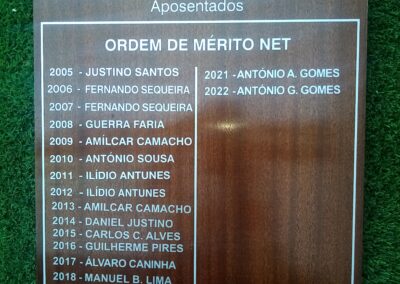 Aposentados
ORDEM DE MÉRITO NET
2005 - JUSTINO SANTOS
2006 - FERNANDO SEQUEIRA
2007 - FERNANDO SEQUEIRA
2008 - GUERRA FARIA
2009 - AMÍLCAR CAMACHO
2010 - ANTÓNIO SOUSA
2011 - ILÍDIO ANTUNES
2012 - ILÍDIO ANTUNES
2013 - AMILCAR CAMACHO
2014 - DANIEL JUSTINO
2015 - CARLOS C. ALVES
2016 - GUILHERME PIRES
2017 - ÁLVARO CANINHA
2018 - MANUEL B. LIMA
2021 - ANTÓNIO A. GOMES
2022 - ANTÓNIO G. GOMES